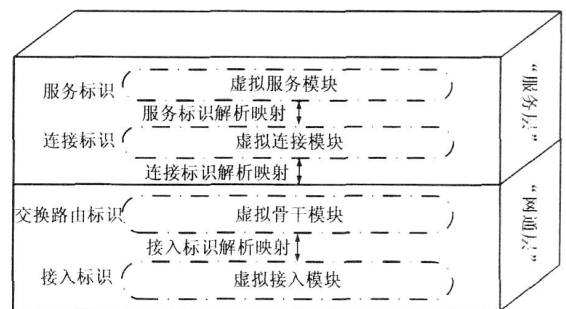 服务标识
虚拟服务模块
服务标识解析映射
连接标识
虚拟连接模块
连接标识解析映射
交换路由标识
虚拟骨干模块
接入标识解析映射
接入标识
虚拟接入模块
“服务层”
“网通层”